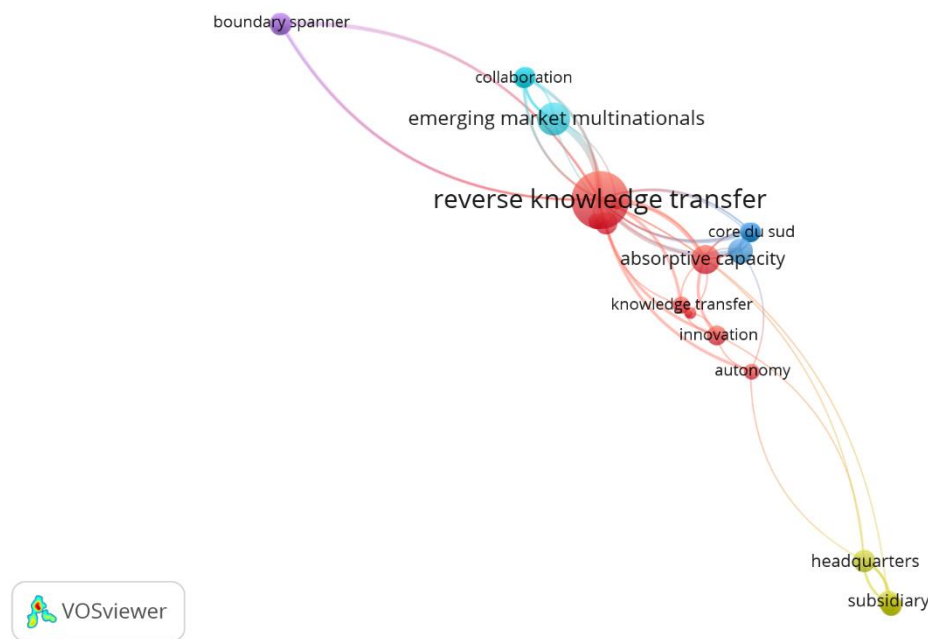 boundary spanner
collaboration
emerging market multinationals
reverse knowledge transfer
core du sud
absorptive capacity
knowledge transfer
innovation
autonomy
headquarters
subsidiary
VOSviewer